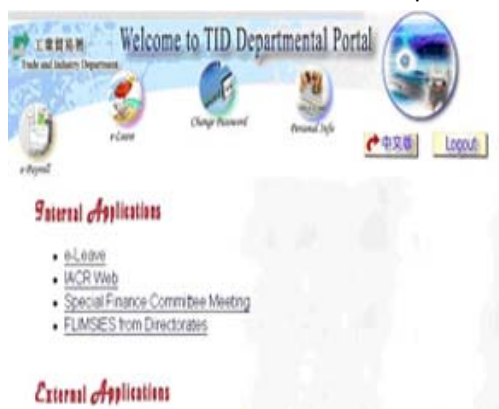 工業貿易署
Trade and Industry Department
Welcome to TID Departmental Portal
e-Payroll
e-Leave
Change Password
Personal Info
中文版
Logout
Internal Applications
e-Leave
IACR Web
Special Finance Committee Meeting
FLIMSIES from Directorates
External Applications